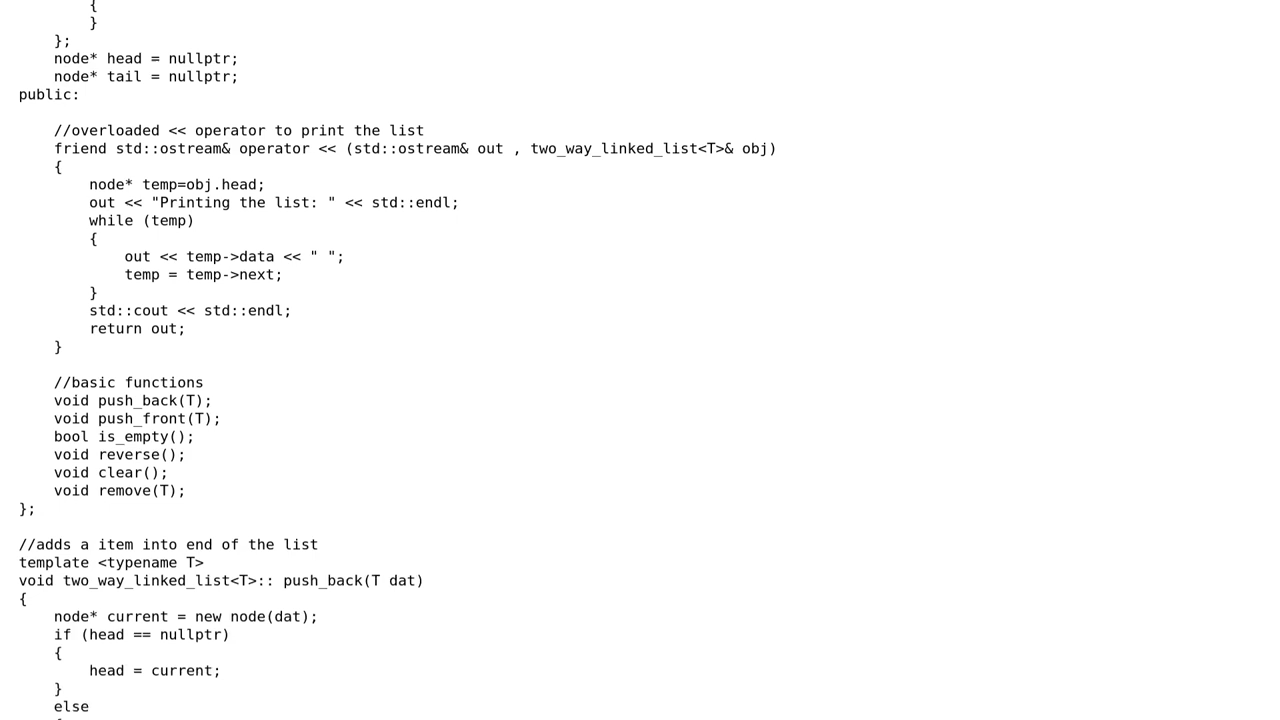 {
        }
    };
    node* head = nullptr;
    node* tail = nullptr;
public:

    //overloaded << operator to print the list
    friend std::ostream& operator << (std::ostream& out , two_way_linked_list<T>& obj)
    {
        node* temp=obj.head;
        out << "Printing the list: " << std::endl;
        while (temp)
        {
            out << temp->data << " ";
            temp = temp->next;
        }
        std::cout << std::endl;
        return out;
    }

    //basic functions
    void push_back(T);
    void push_front(T);
    bool is_empty();
    void reverse();
    void clear();
    void remove(T);
};

//adds a item into end of the list
template <typename T>
void two_way_linked_list<T>:: push_back(T dat)
{
    node* current = new node(dat);
    if (head == nullptr)
    {
        head = current;
    }
    else
    {